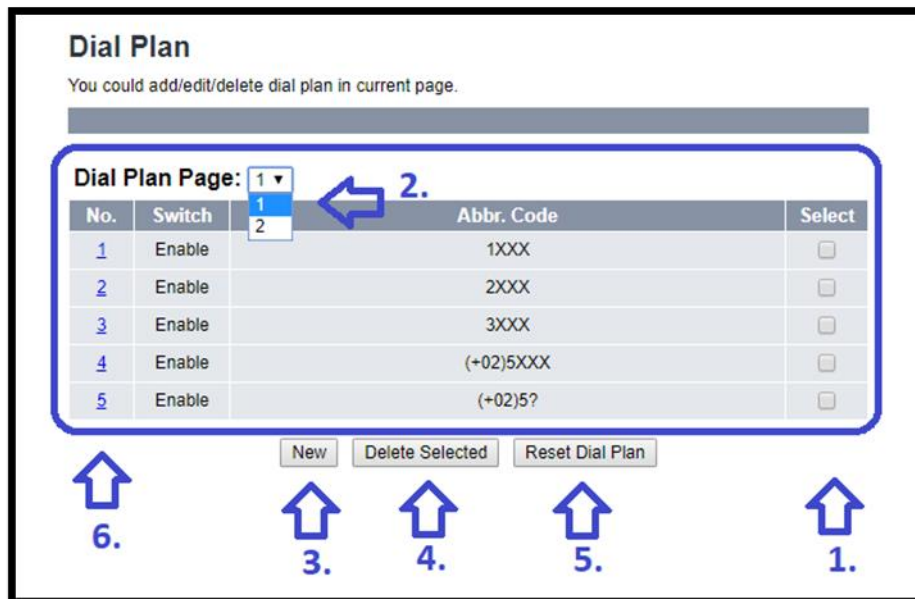 Dial Plan
You could add/edit/delete dial plan in current page.
Dial Plan Page: 1 ▼
1
2
2.
No. Switch Abbr. Code Select
1 Enable 1XXX
2 Enable 2XXX
3 Enable 3XXX
4 Enable (+02)5XXX
5 Enable (+02)5?
New Delete Selected Reset Dial Plan
6. 3. 4. 5. 1.